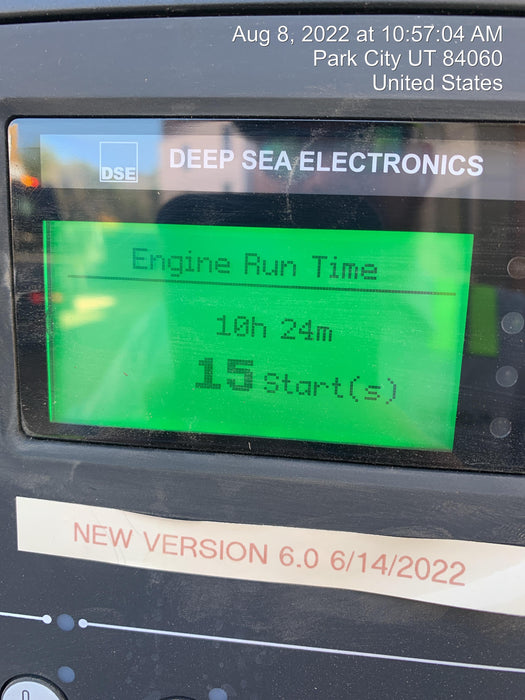 Aug 8, 2022 at 10:57:04 AM
Park City UT 84060
United States
DSE
DEEP SEA ELECTRONICS
Engine Run Time
10h 24m
15 Start(s)
NEW VERSION 6.0 6/14/2022